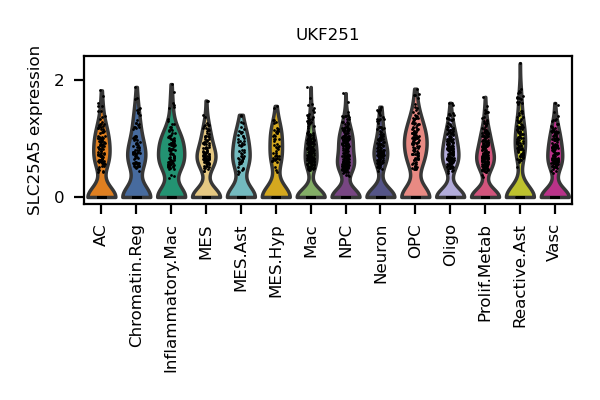 UKF251
SLC25A5 expression
2
0
AC
Chromatin.Reg
Inflammatory.Mac
MES
MES.Ast
MES.Hyp
Mac
NPC
Neuron
OPC
Oligo
Prolif.Metab
Reactive.Ast
Vasc